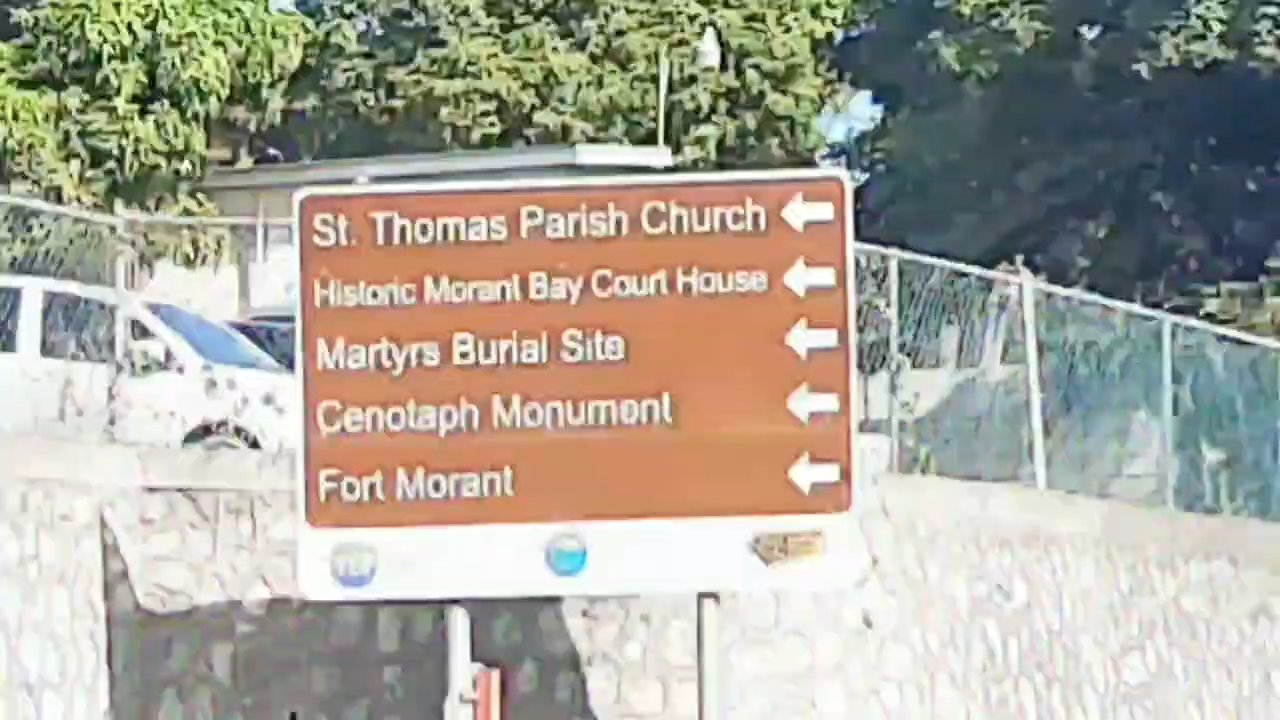 St. Thomas Parish Church
Historic Morant Bay Court House
Martyrs Burial Site
Cenotaph Monument
Fort Morant